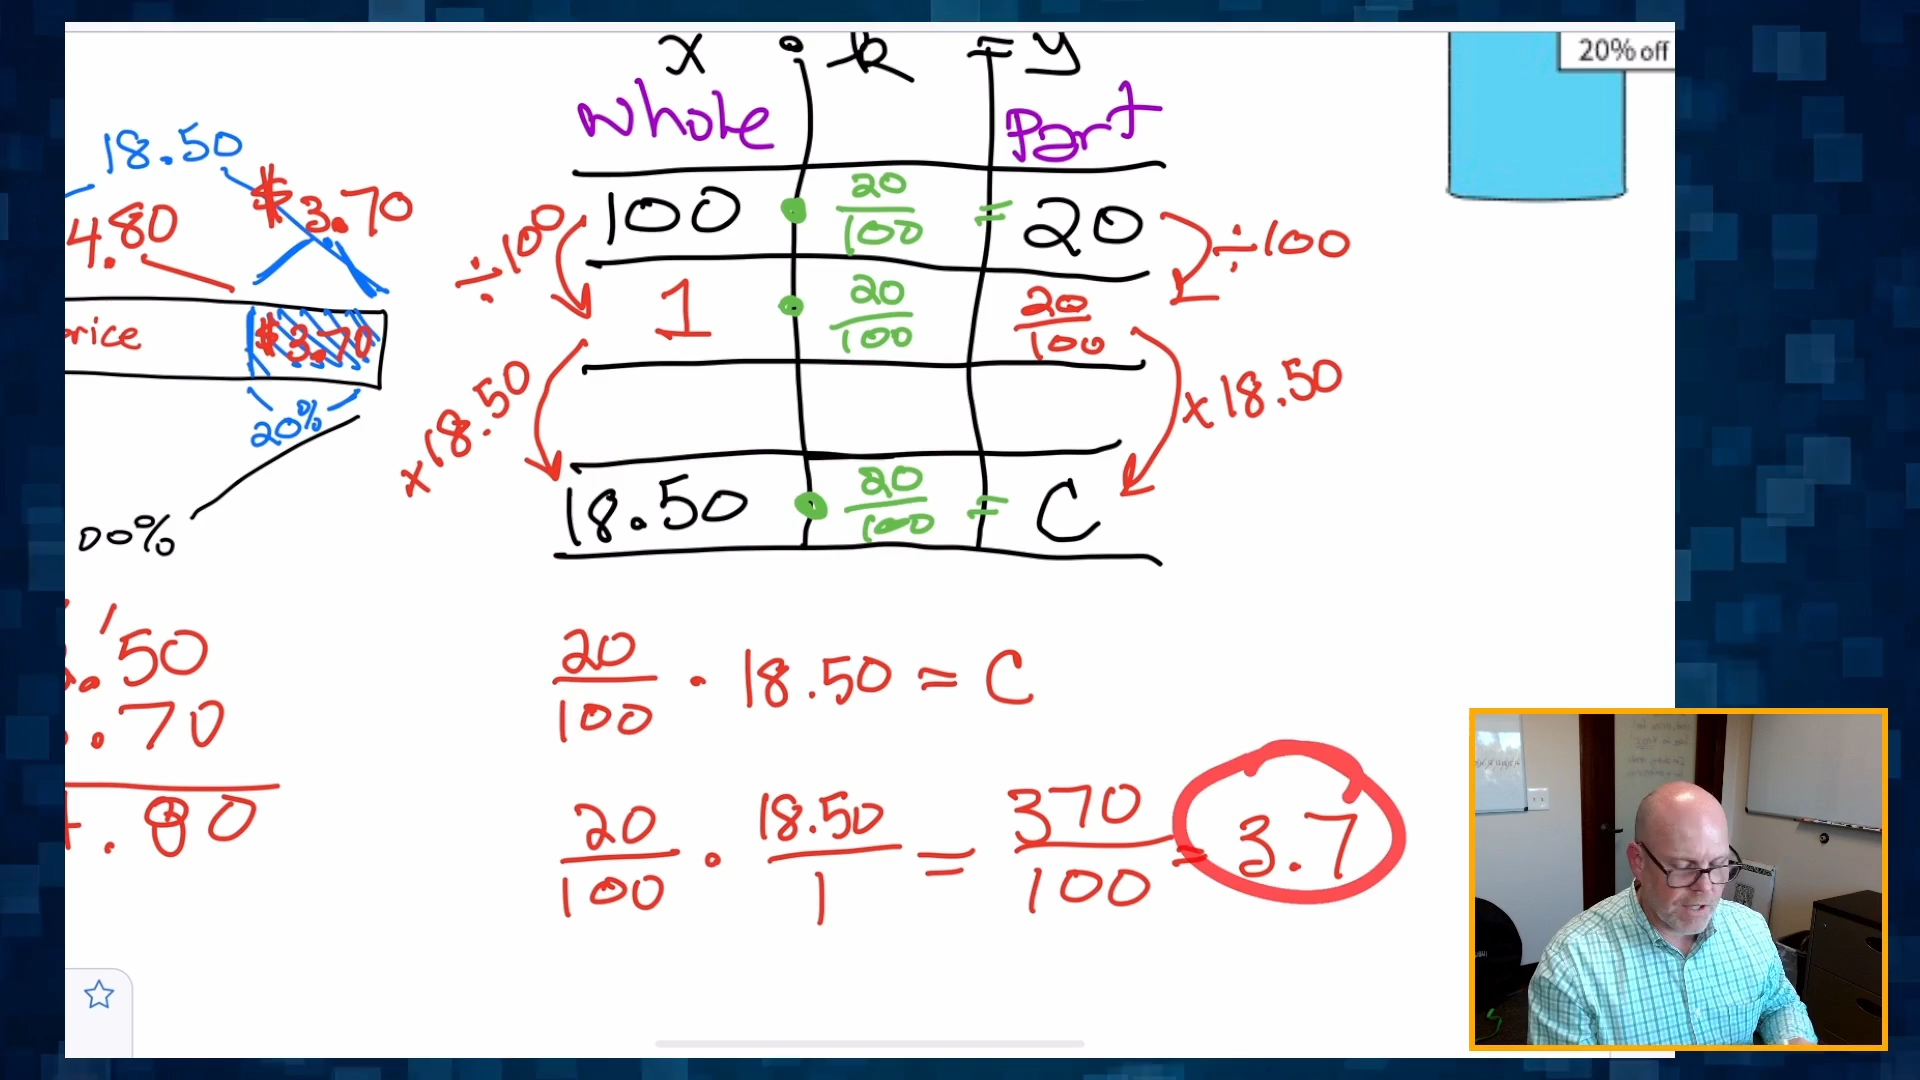 x • k = y
20% off
Whole Part
18.50
$3.70
4.80
100 • 20/100 = 20
÷100
÷100
1 • 20/100 20/100
rice
$3.70
20%
×18.50
×18.50
18.50 • 20/100 = C
00%
.50
.70
.80
20/100 · 18.50 = C
20/100 · 18.50/1 = 370/100 = 3.7